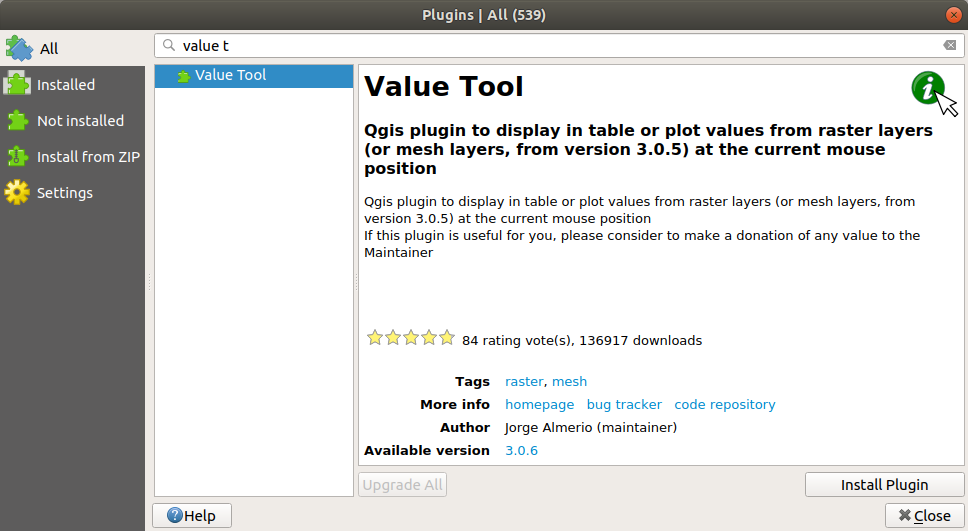 Plugins | All (539)
All
value t
Installed
Not installed
Install from ZIP
Settings
Value Tool
Value Tool
Qgis plugin to display in table or plot values from raster layers
(or mesh layers, from version 3.0.5) at the current mouse
position
Qgis plugin to display in table or plot values from raster layers (or mesh layers, from
version 3.0.5) at the current mouse position
If this plugin is useful for you, please consider to make a donation of any value to the
Maintainer
84 rating vote(s), 136917 downloads
Tags raster, mesh
More info homepage bug tracker code repository
Author Jorge Almerio (maintainer)
Available version 3.0.6
Upgrade All
Install Plugin
Help
Close